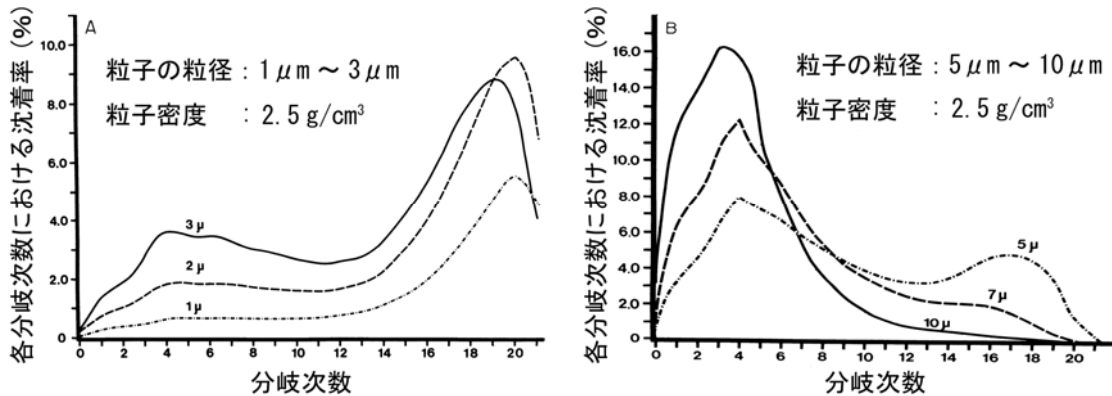 各分岐次数における沈着率 (%)
A
粒子の粒径：1μm～3μm
粒子密度　：2.5 g/cm³
10.0
8.0
6.0
4.0
2.0
0
3μ
2μ
1μ
0 2 4 6 8 10 12 14 16 18 20
分岐次数
各分岐次数における沈着率 (%)
B
粒子の粒径：5μm～10μm
粒子密度　：2.5 g/cm³
16.0
14.0
12.0
10.0
8.0
6.0
4.0
2.0
0
5μ
7μ
10μ
0 2 4 6 8 10 12 14 16 18 20
分岐次数